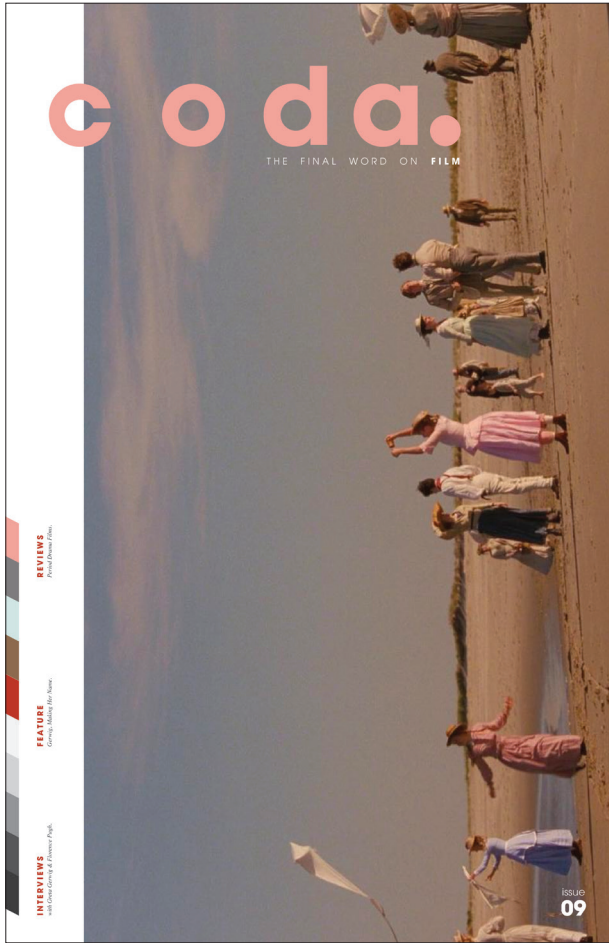 coda.
THE FINAL WORD ON FILM
REVIEWS
Period Drama Films.
FEATURE
Gerwig, Making Her Name.
INTERVIEWS
with Greta Gerwig & Florence Pugh.
issue
09